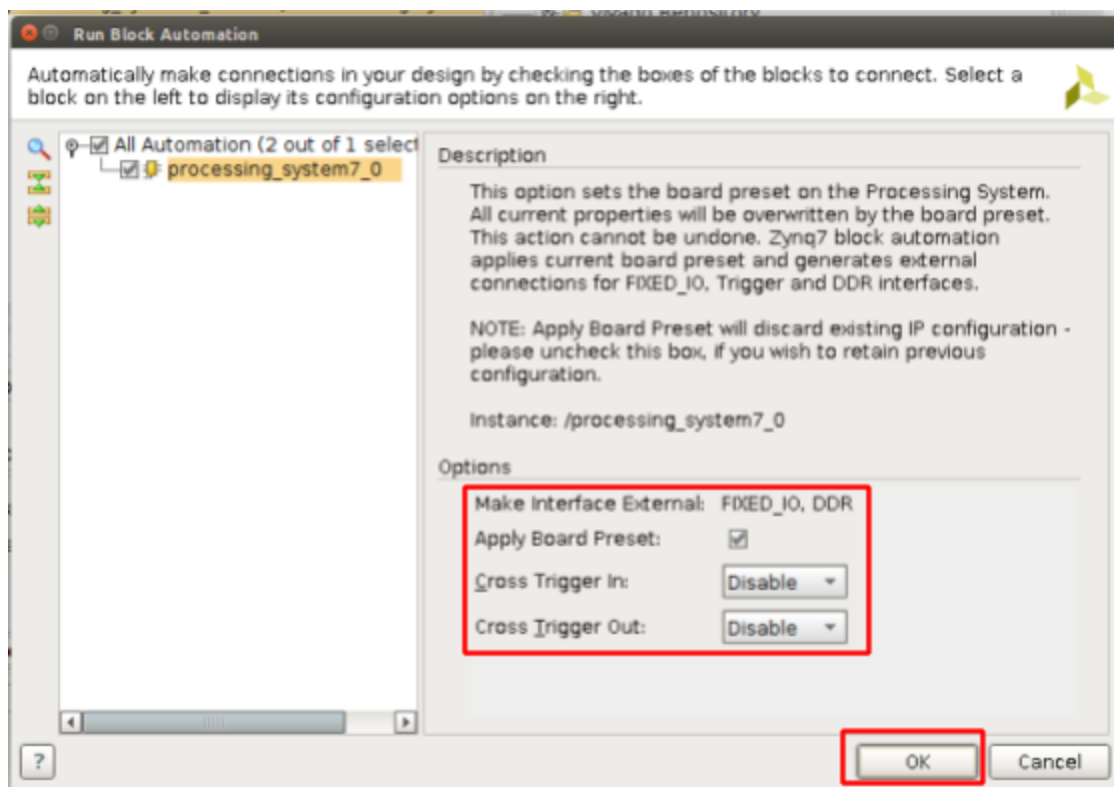 Vivado Repository
Run Block Automation
Automatically make connections in your design by checking the boxes of the blocks to connect. Select a
block on the left to display its configuration options on the right.
All Automation (2 out of 1 select
processing_system7_0
Description
This option sets the board preset on the Processing System.
All current properties will be overwritten by the board preset.
This action cannot be undone. Zynq7 block automation
applies current board preset and generates external
connections for FIXED_IO, Trigger and DDR interfaces.
NOTE: Apply Board Preset will discard existing IP configuration -
please uncheck this box, if you wish to retain previous
configuration.
Instance: /processing_system7_0
Options
Make Interface External: FIXED_IO, DDR
Apply Board Preset:
Cross Trigger In: Disable
Cross Trigger Out: Disable
? OK Cancel